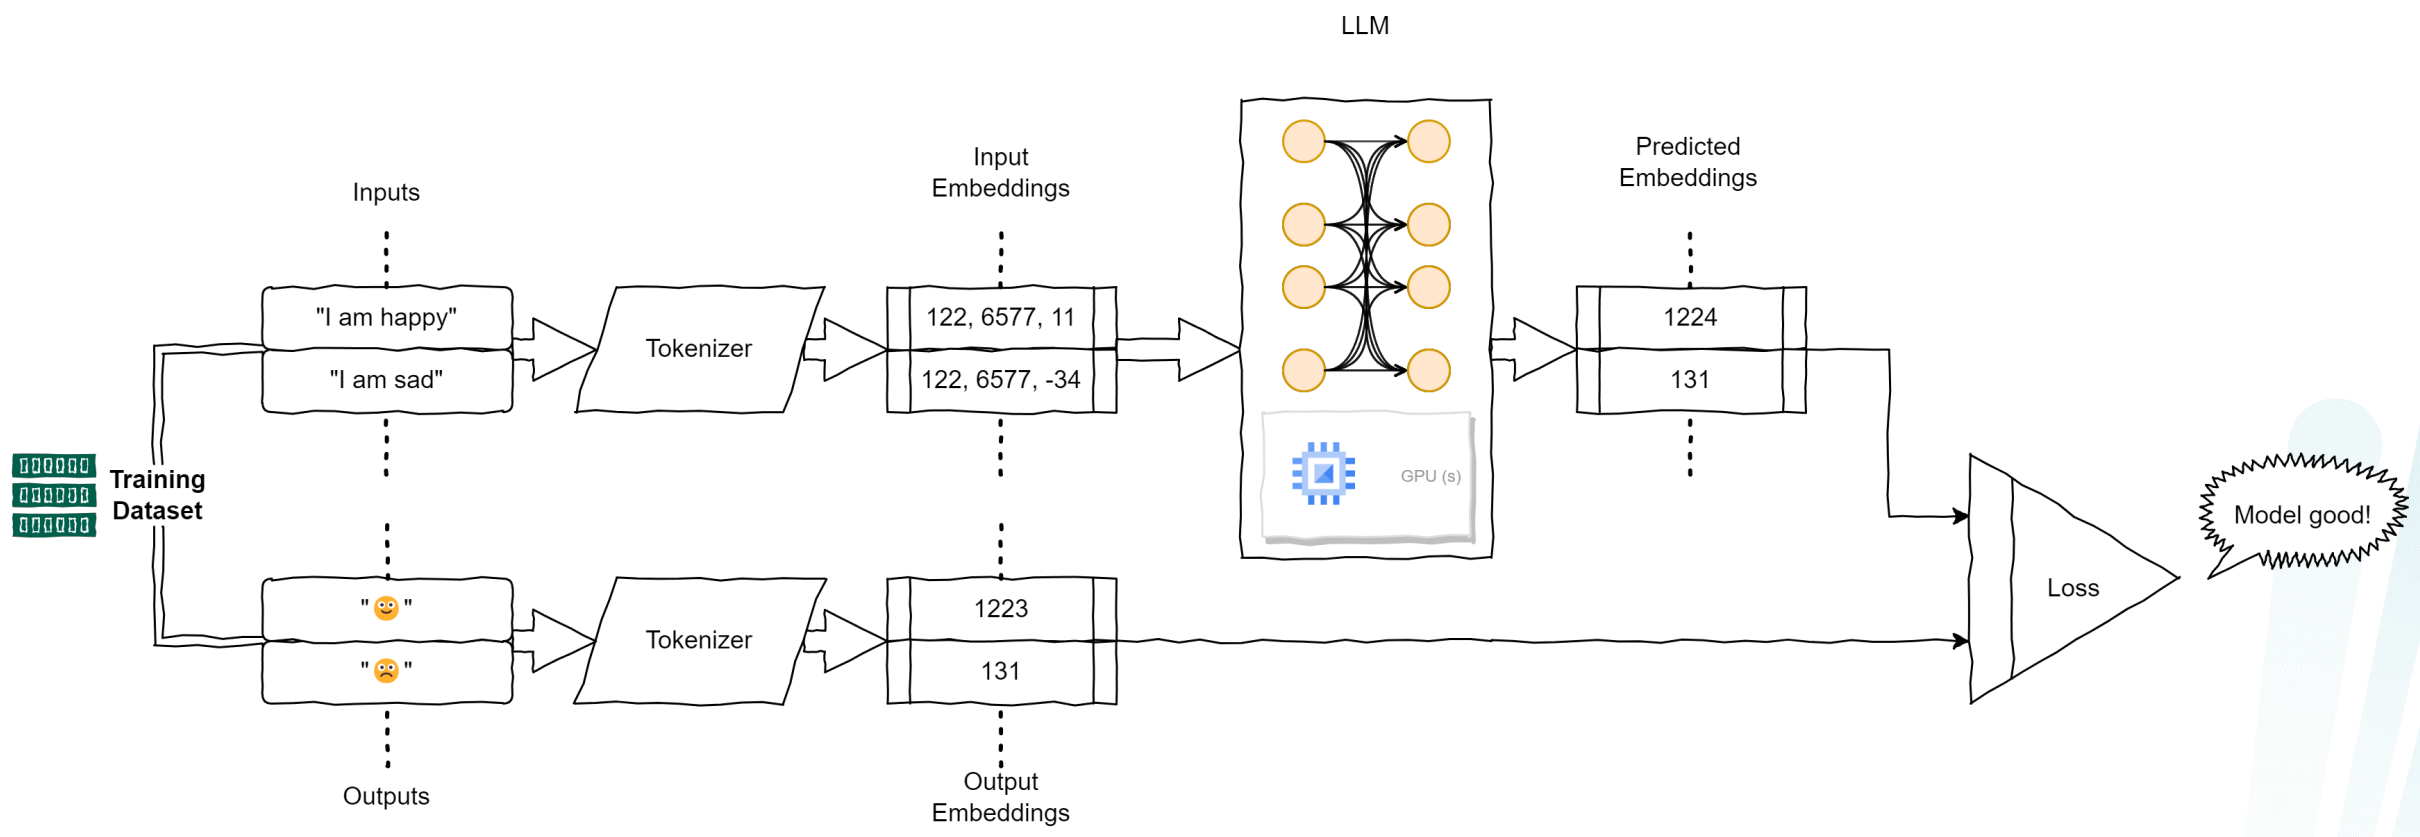 LLM
Inputs
Input
Embeddings
Predicted
Embeddings
"I am happy"
"I am sad"
Tokenizer
122, 6577, 11
122, 6577, -34
1224
131
GPU (s)
Training
Dataset
"🙂"
"🙁"
Tokenizer
1223
131
Loss
Model good!
Outputs
Output
Embeddings